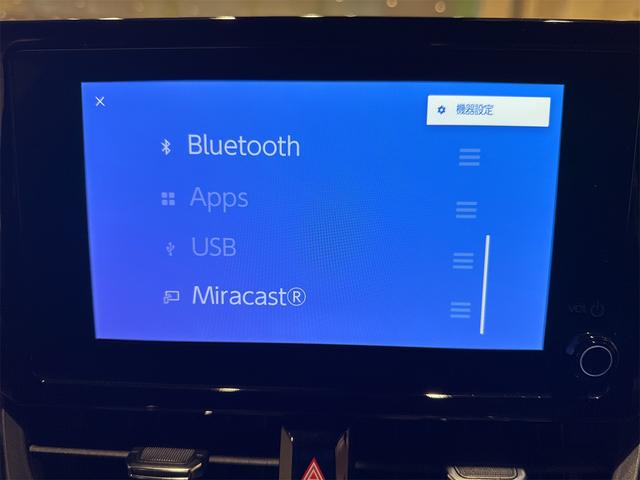 機器設定
Bluetooth
Apps
USB
Miracast®
VOL